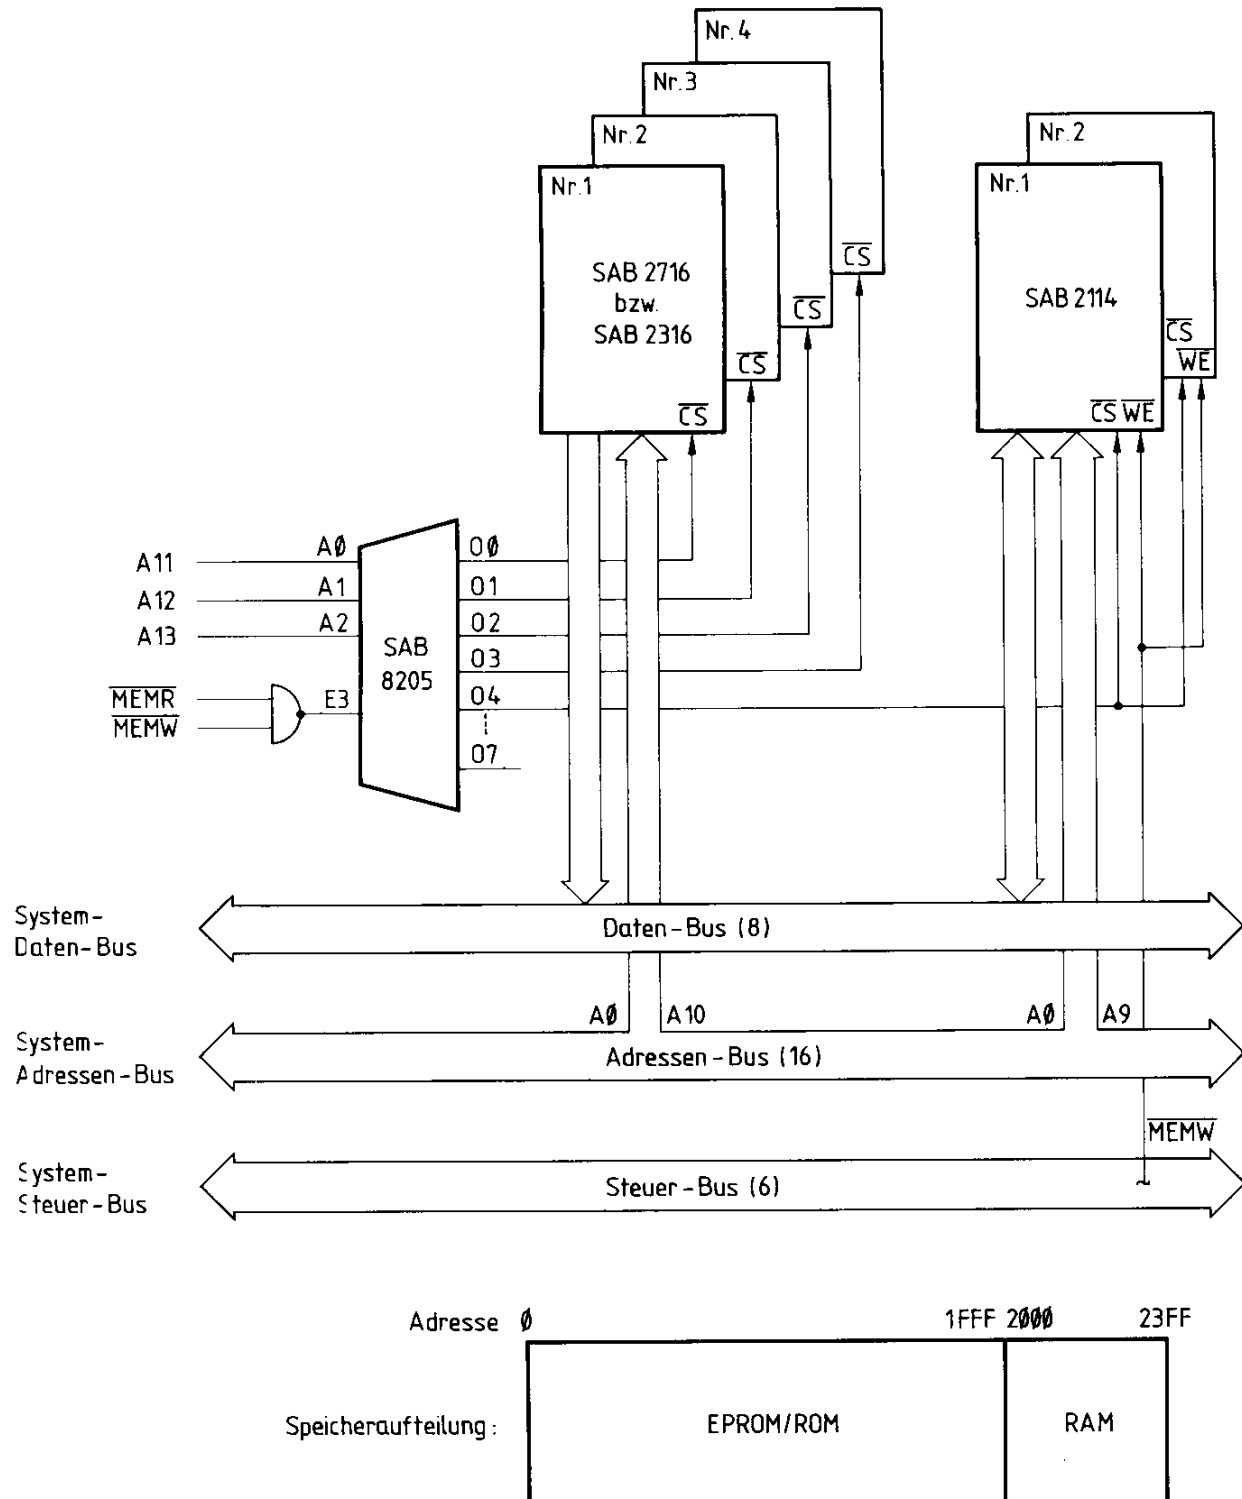 Nr.4
Nr.3
Nr.2
Nr.1
SAB 2716
bzw.
SAB 2316
CS
CS
CS
CS
Nr.2
Nr.1
SAB 2114
CS
WE
CS WE
A11
A12
A13
MEMR
MEMW
A0
A1
A2
E3
SAB
8205
O0
O1
O2
O3
O4
O7
System-
Daten-Bus
Daten-Bus (8)
A0
A10
A0
A9
System-
Adressen-Bus
Adressen-Bus (16)
MEMW
System-
Steuer-Bus
Steuer-Bus (6)
Adresse 0 1FFF 2000 23FF
Speicheraufteilung: EPROM/ROM RAM